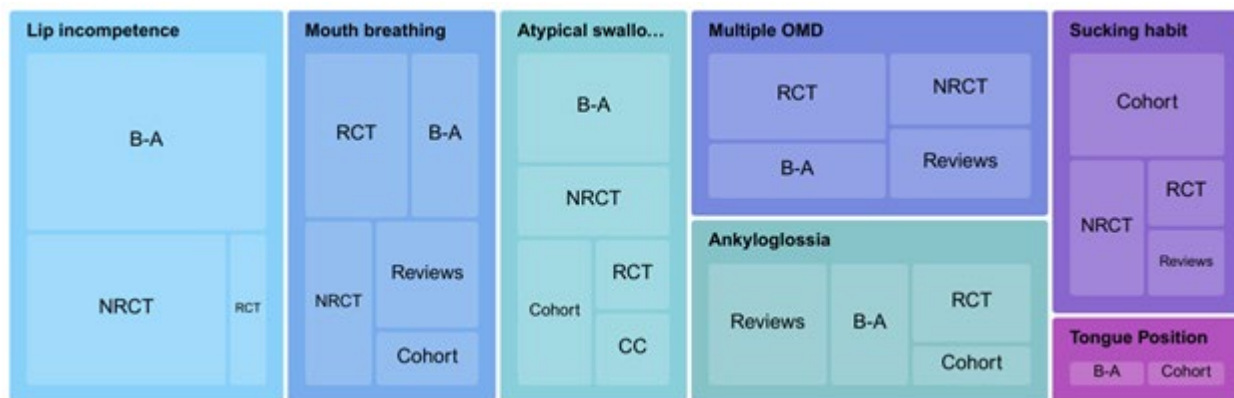 Lip incompetence
B-A
NRCT
RCT
Mouth breathing
RCT
B-A
NRCT
Reviews
Cohort
Atypical swallo...
B-A
NRCT
Cohort
RCT
CC
Multiple OMD
RCT
NRCT
B-A
Reviews
Ankyloglossia
Reviews
B-A
RCT
Cohort
Sucking habit
Cohort
NRCT
RCT
Reviews
Tongue Position
B-A
Cohort